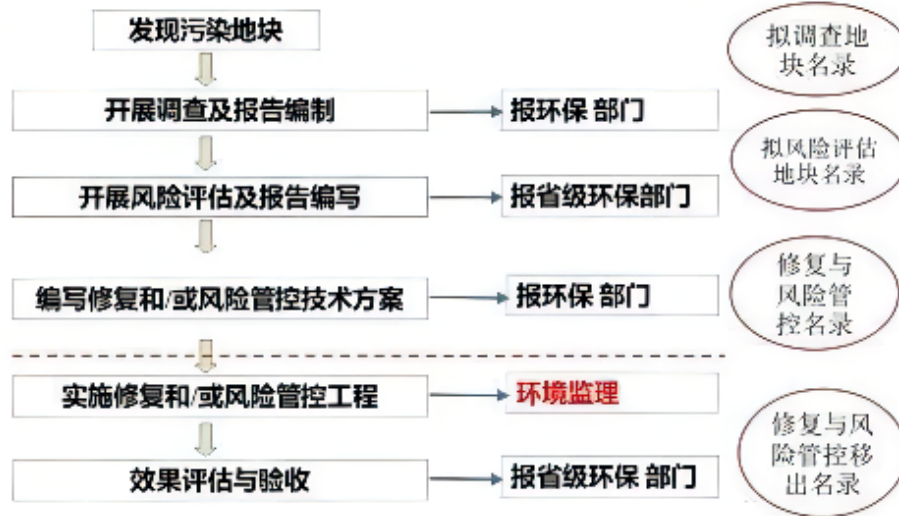 发现污染地块
拟调查地
块名录
开展调查及报告编制
报环保 部门
拟风险评估
地块名录
开展风险评估及报告编写
报省级环保部门
修复与
风险管
控名录
编写修复和/或风险管控技术方案
报环保 部门
实施修复和/或风险管控工程
环境监理
修复与风
险管控移
出名录
效果评估与验收
报省级环保 部门